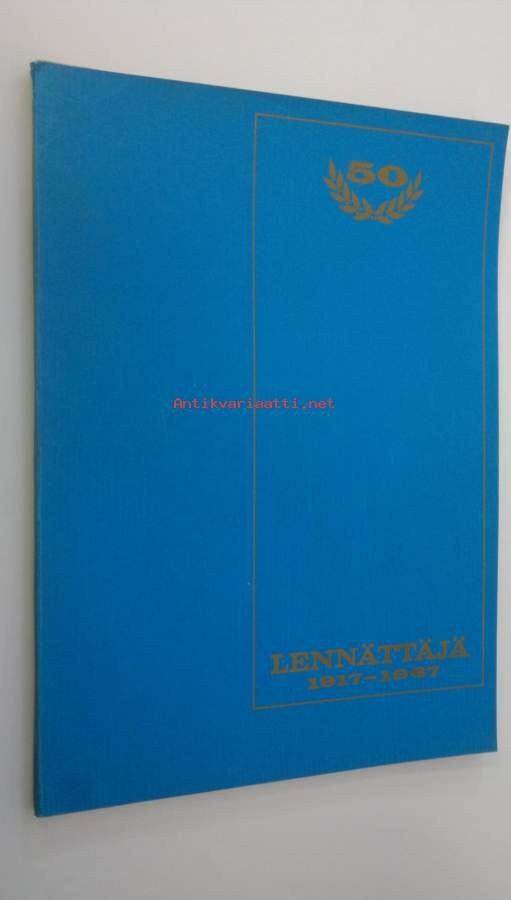 50
Antikvariaatti.net
LENNÄTTÄJÄ
1917–1967